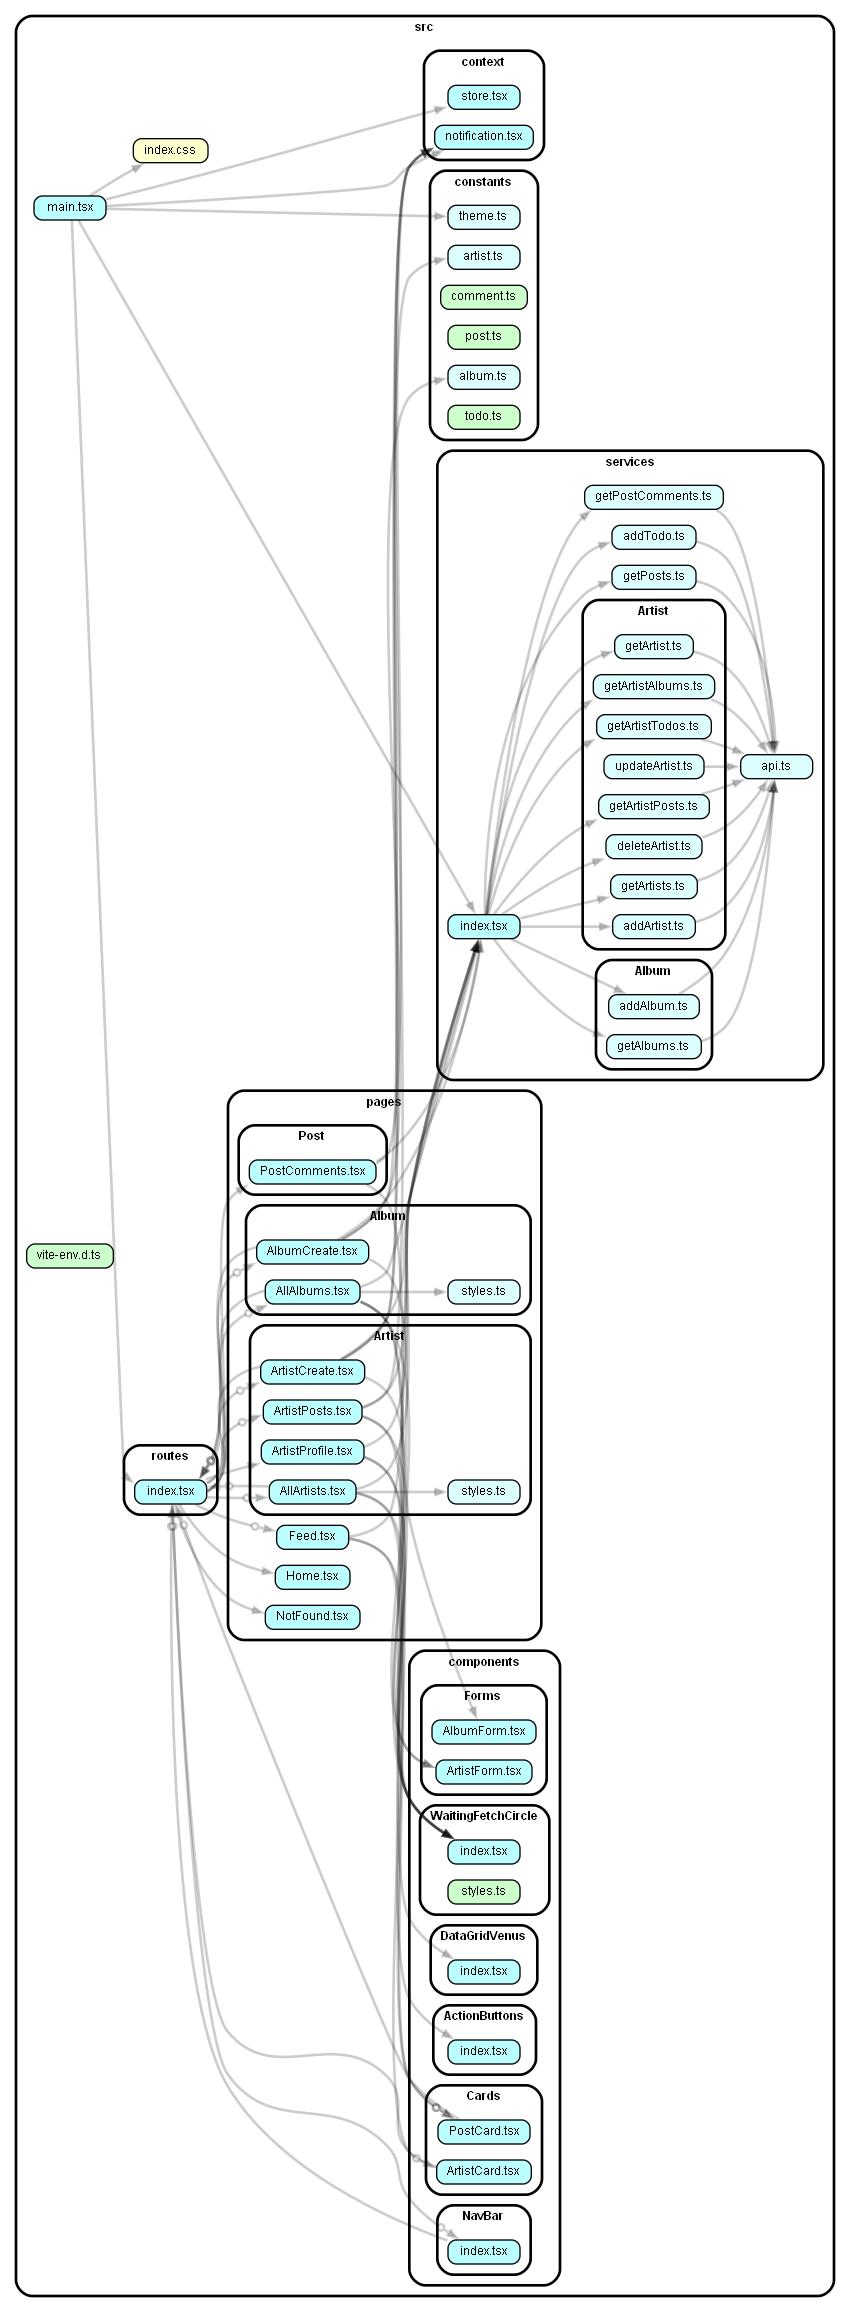 src
context
store.tsx
notification.tsx
index.css
main.tsx
constants
theme.ts
artist.ts
comment.ts
post.ts
album.ts
todo.ts
services
getPostComments.ts
addTodo.ts
getPosts.ts
Artist
getArtist.ts
getArtistAlbums.ts
getArtistTodos.ts
updateArtist.ts
api.ts
getArtistPosts.ts
deleteArtist.ts
getArtists.ts
index.tsx
addArtist.ts
Album
addAlbum.ts
getAlbums.ts
pages
Post
PostComments.tsx
Album
AlbumCreate.tsx
vite-env.d.ts
AllAlbums.tsx
styles.ts
Artist
ArtistCreate.tsx
ArtistPosts.tsx
ArtistProfile.tsx
routes
index.tsx
AllArtists.tsx
styles.ts
Feed.tsx
Home.tsx
NotFound.tsx
components
Forms
AlbumForm.tsx
ArtistForm.tsx
WaitingFetchCircle
index.tsx
styles.ts
DataGridVenus
index.tsx
ActionButtons
index.tsx
Cards
PostCard.tsx
ArtistCard.tsx
NavBar
index.tsx